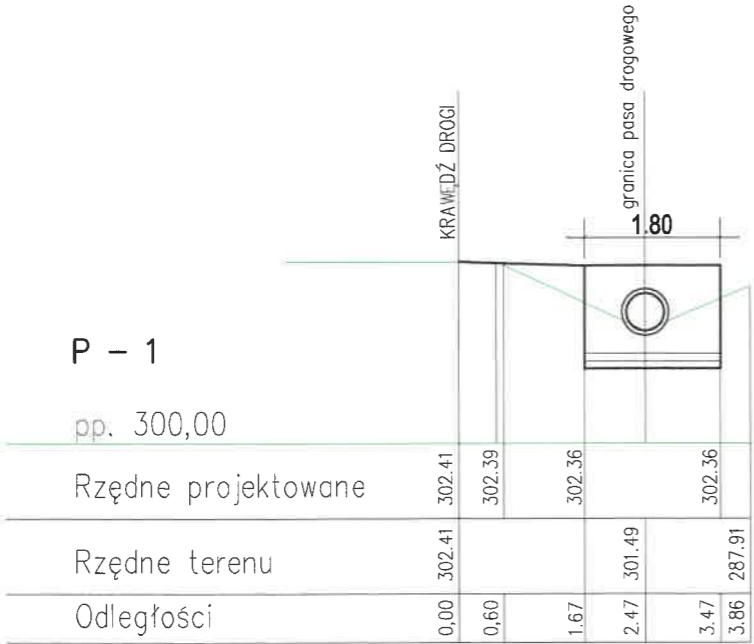 granica pasa drogowego
KRAWĘDŹ DROGI
1.80
P – 1
pp. 300,00
Rzędne projektowane 302.41 302.39 302.36 302.36
Rzędne terenu 302.41 301.49 287.91
Odległości 0,00 0,60 1.67 2.47 3.47 3.86